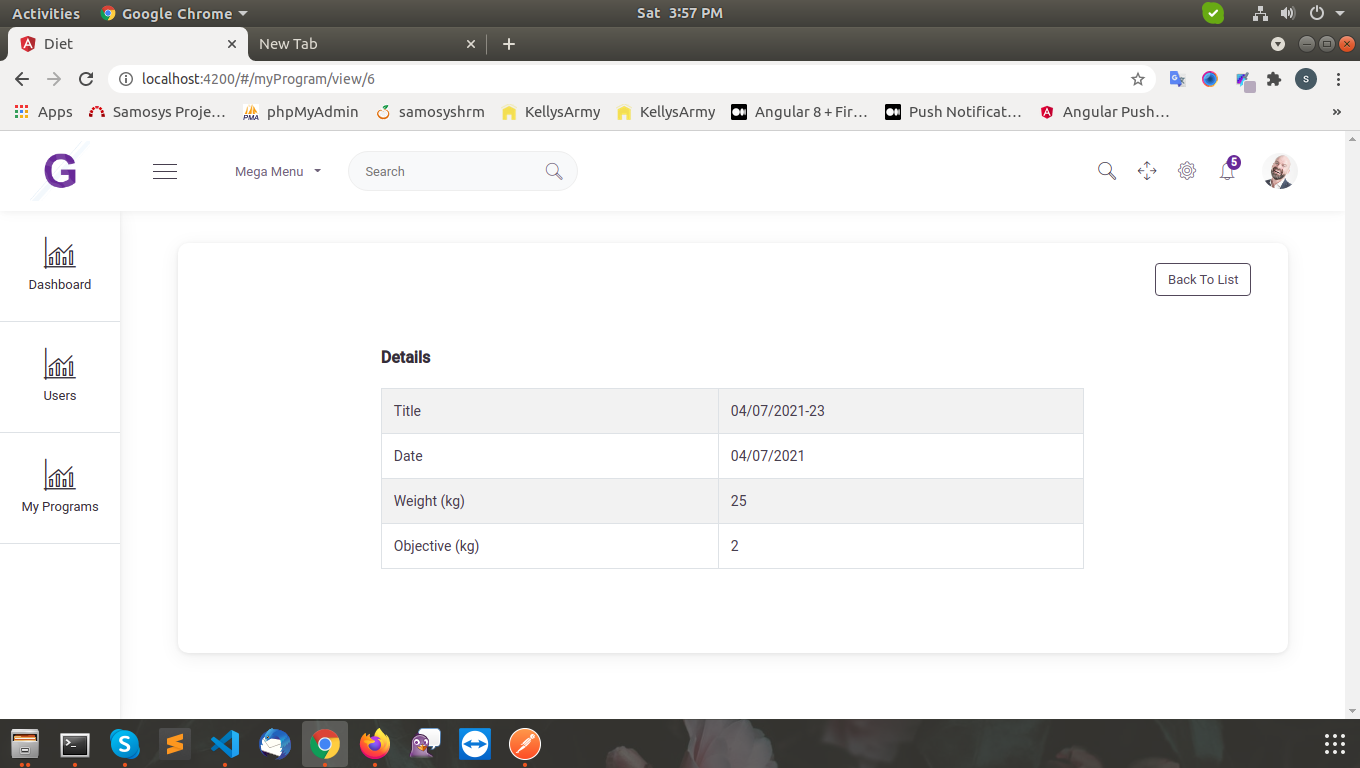 Activities Google Chrome Sat 3:57 PM
Diet New Tab
localhost:4200/#/myProgram/view/6 S
Apps Samosys Proje… PMA phpMyAdmin samosyshrm KellysArmy KellysArmy Angular 8 + Fir… Push Notificat… Angular Push… »
G Mega Menu Search 5
Dashboard
Users
My Programs
Back To List
Details
Title 04/07/2021-23
Date 04/07/2021
Weight (kg) 25
Objective (kg) 2